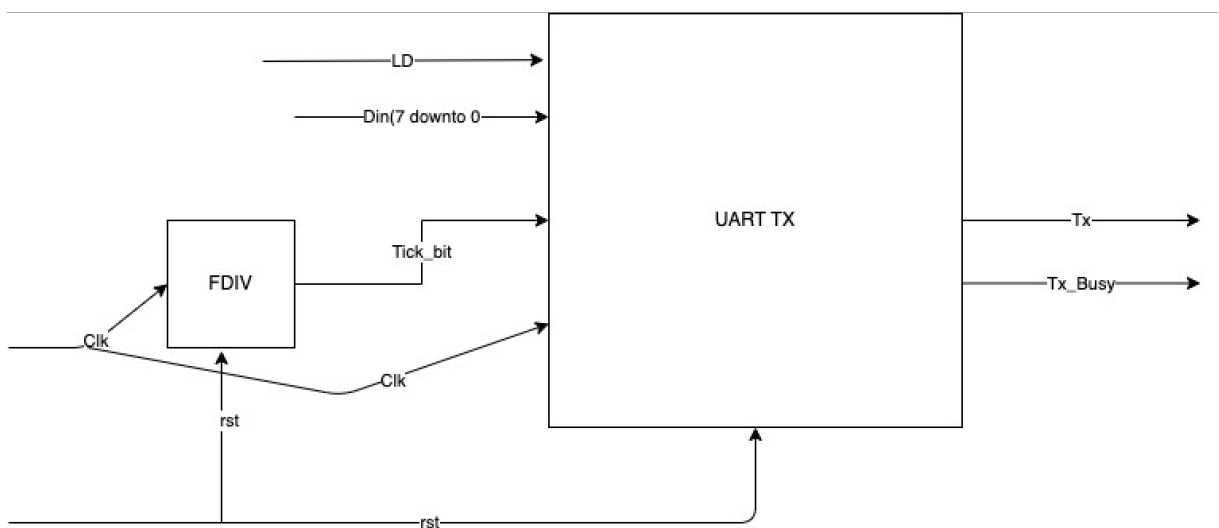 LD
Din(7 downto 0
UART TX
Tx
Tick_bit
FDIV
Tx_Busy
Clk
Clk
rst
rst